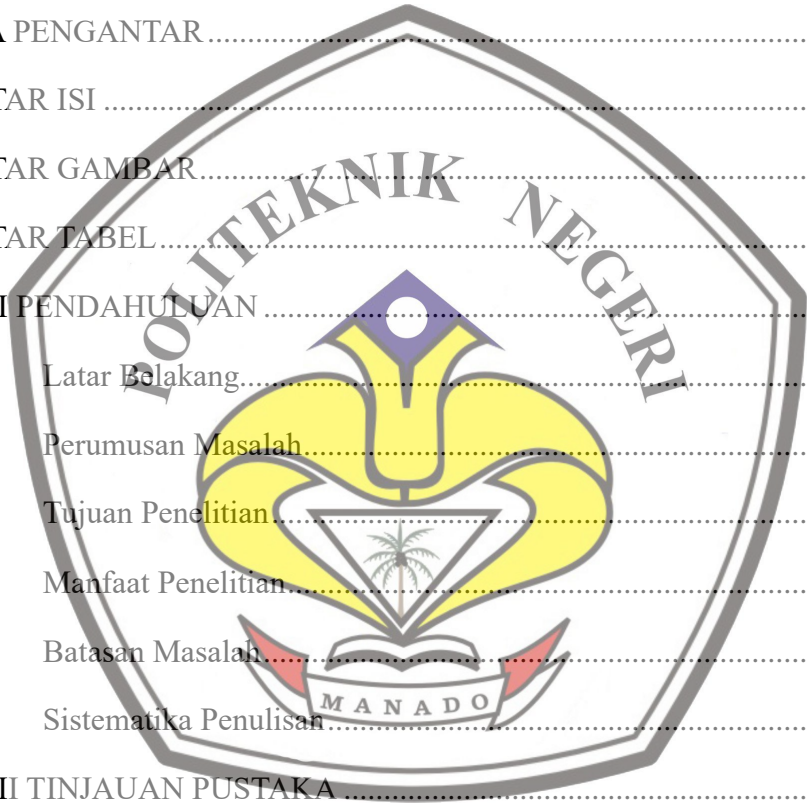 A PENGANTAR
TAR ISI
TAR GAMBAR
TAR TABEL
I PENDAHULUAN
Latar Belakang
Perumusan Masalah
Tujuan Penelitian
Manfaat Penelitian
Batasan Masalah
Sistematika Penulisan
II TINJAUAN PUSTAKA
POLITEKNIK NEGERI
MANADO